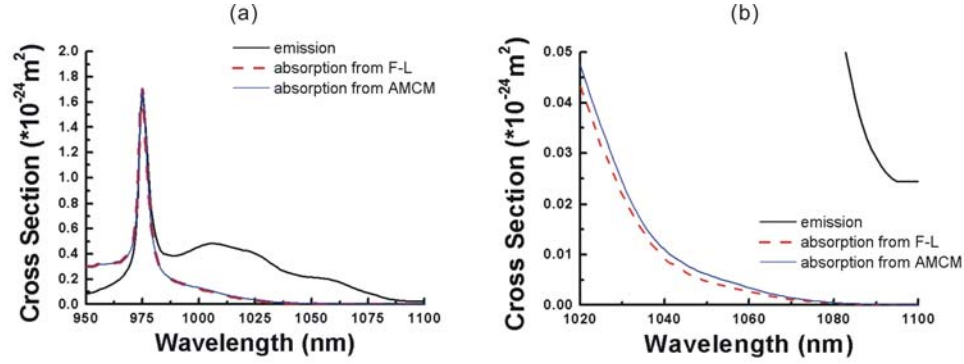 (a)
emission
absorption from F-L
absorption from AMCM
Cross Section (*10⁻²⁴m²)
2.0
1.8
1.6
1.4
1.2
1.0
0.8
0.6
0.4
0.2
0.0
950 975 1000 1025 1050 1075 1100
Wavelength (nm)
(b)
Cross Section (*10⁻²⁴m²)
0.05
0.04
0.03
0.02
0.01
0.00
emission
absorption from F-L
absorption from AMCM
1020 1040 1060 1080 1100
Wavelength (nm)